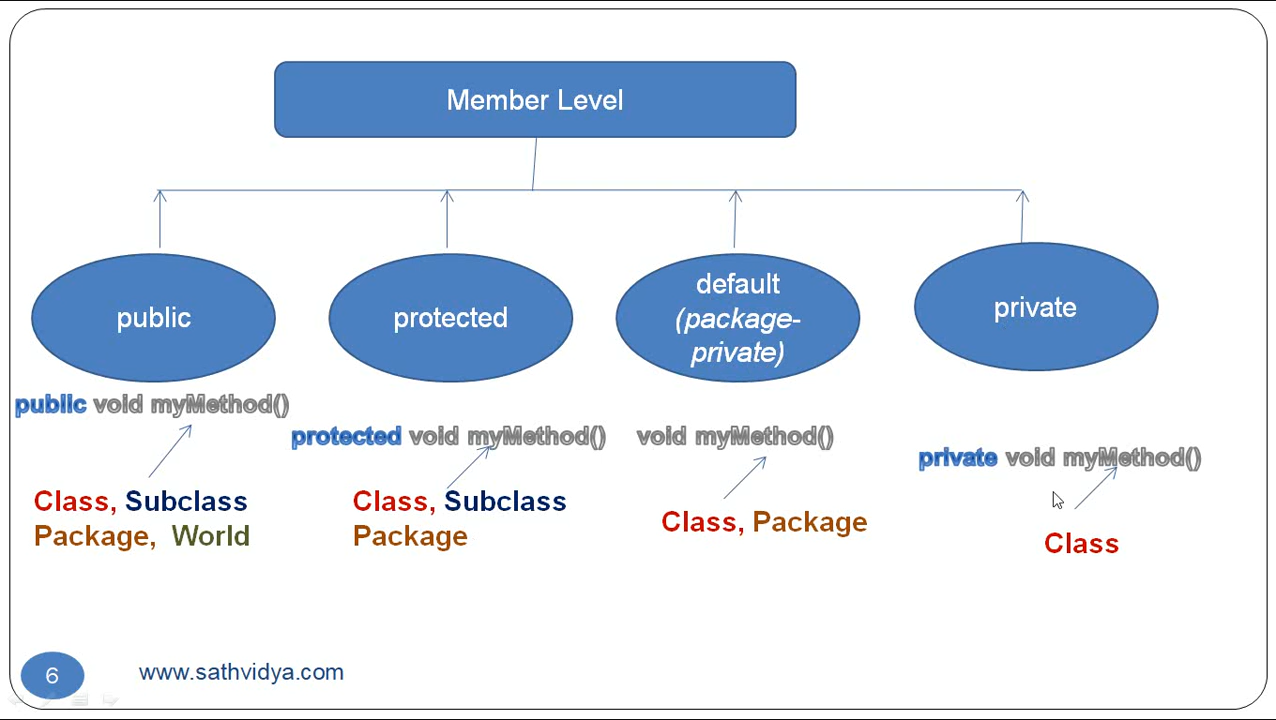 Member Level
public
protected
default
(package-
private)
private
public void myMethod()
protected void myMethod()
void myMethod()
private void myMethod()
Class, Subclass
Package, World
Class, Subclass
Package
Class, Package
Class
6
www.sathvidya.com